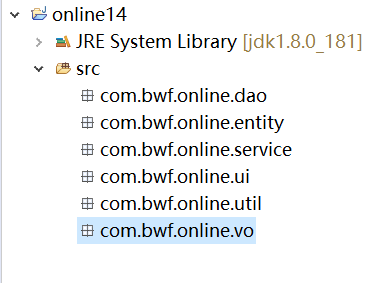 online14
JRE System Library [jdk1.8.0_181]
src
com.bwf.online.dao
com.bwf.online.entity
com.bwf.online.service
com.bwf.online.ui
com.bwf.online.util
com.bwf.online.vo